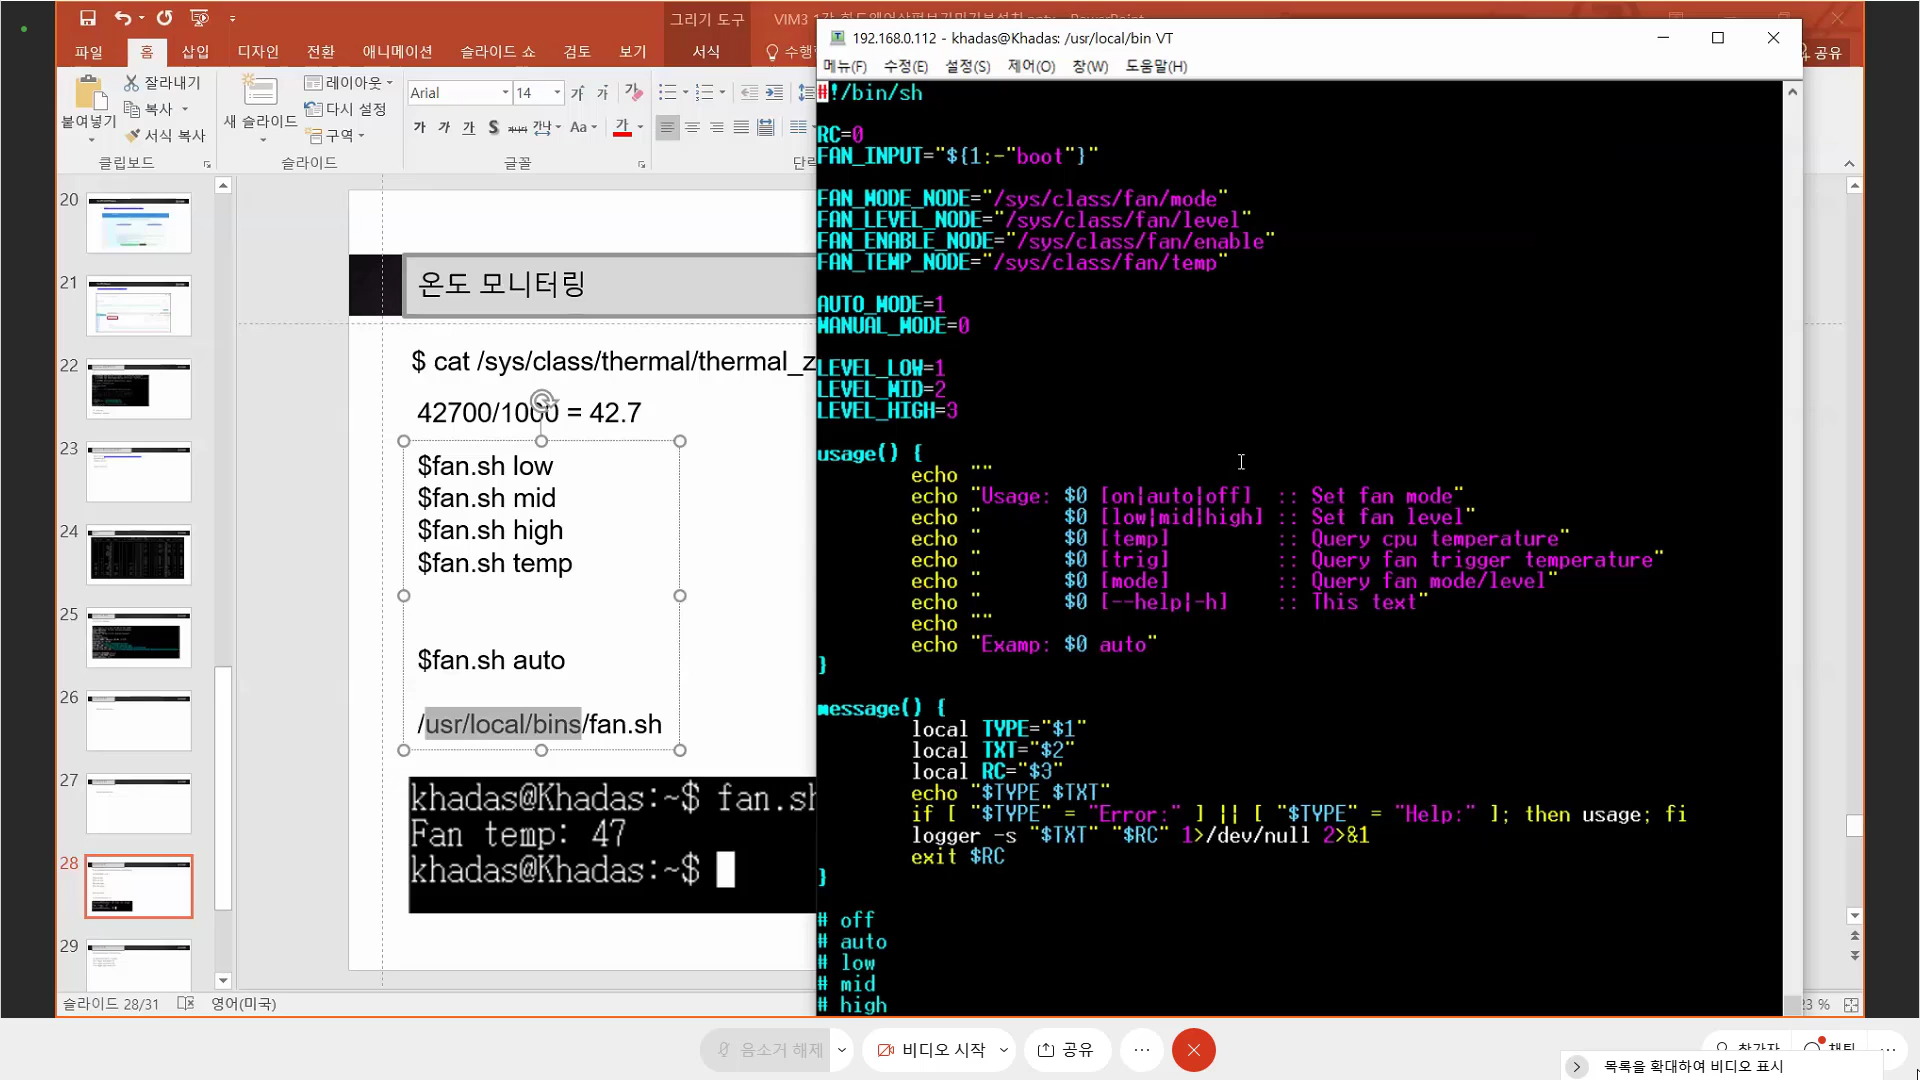 그리기 도구
파일
홈
삽입
디자인
전환
애니메이션
슬라이드 쇼
검토
보기
서식
공유
붙여넣기
잘라내기
복사
서식 복사
클립보드
새 슬라이드
레이아웃
다시 설정
구역
슬라이드
Arial
14
글꼴
20
21
22
23
24
25
26
27
28
29
온도 모니터링
$ cat /sys/class/thermal/thermal_z
42700/1000 = 42.7
$fan.sh low
$fan.sh mid
$fan.sh high
$fan.sh temp
$fan.sh auto
/usr/local/bins/fan.sh
khadas@Khadas:~$ fan.sh
Fan temp: 47
khadas@Khadas:~$
슬라이드 28/31
영어(미국)
192.168.0.112 - khadas@Khadas: /usr/local/bin VT
메뉴(F) 수정(E) 설정(S) 제어(O) 창(W) 도움말(H)
#!/bin/sh
RC=0
FAN_INPUT="${1:-"boot"}"
FAN_MODE_NODE="/sys/class/fan/mode"
FAN_LEVEL_NODE="/sys/class/fan/level"
FAN_ENABLE_NODE="/sys/class/fan/enable"
FAN_TEMP_NODE="/sys/class/fan/temp"
AUTO_MODE=1
MANUAL_MODE=0
LEVEL_LOW=1
LEVEL_MID=2
LEVEL_HIGH=3
usage() {
echo ""
echo "Usage: $0 [on|auto|off] :: Set fan mode"
echo " $0 [low|mid|high] :: Set fan level"
echo " $0 [temp] :: Query cpu temperature"
echo " $0 [trig] :: Query fan trigger temperature"
echo " $0 [mode] :: Query fan mode/level"
echo " $0 [--help|-h] :: This text"
echo ""
echo "Examp: $0 auto"
}
message() {
local TYPE="$1"
local TXT="$2"
local RC="$3"
echo "$TYPE $TXT"
if [ "$TYPE" = "Error:" ] || [ "$TYPE" = "Help:" ]; then usage; fi
logger -s "$TXT" "$RC" 1>/dev/null 2>&1
exit $RC
}
# off
# auto
# low
# mid
# high
음소거 해제
비디오 시작
공유
목록을 확대하여 비디오 표시